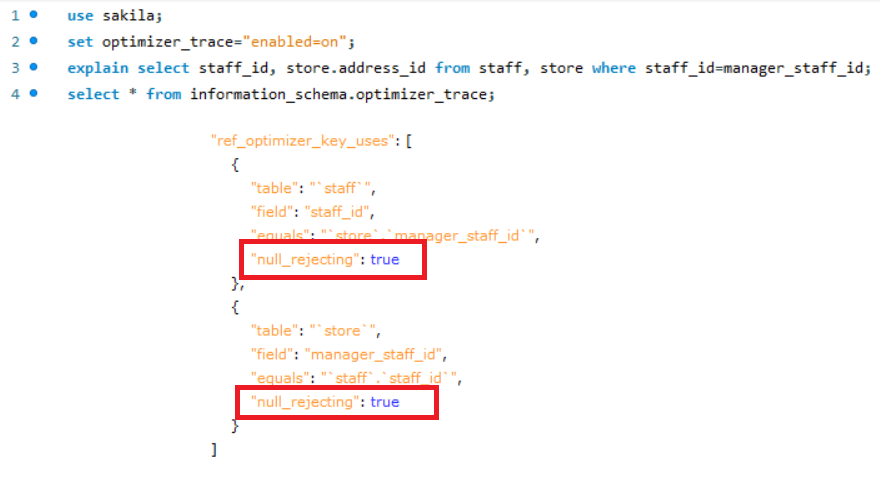 1 use sakila;
2 set optimizer_trace="enabled=on";
3 explain select staff_id, store.address_id from staff, store where staff_id=manager_staff_id;
4 select * from information_schema.optimizer_trace;
"ref_optimizer_key_uses": [
{
"table": "`staff`",
"field": "staff_id",
"equals": "`store`.`manager_staff_id`",
"null_rejecting": true
},
{
"table": "`store`",
"field": "manager_staff_id",
"equals": "`staff`.`staff_id`",
"null_rejecting": true
}
]